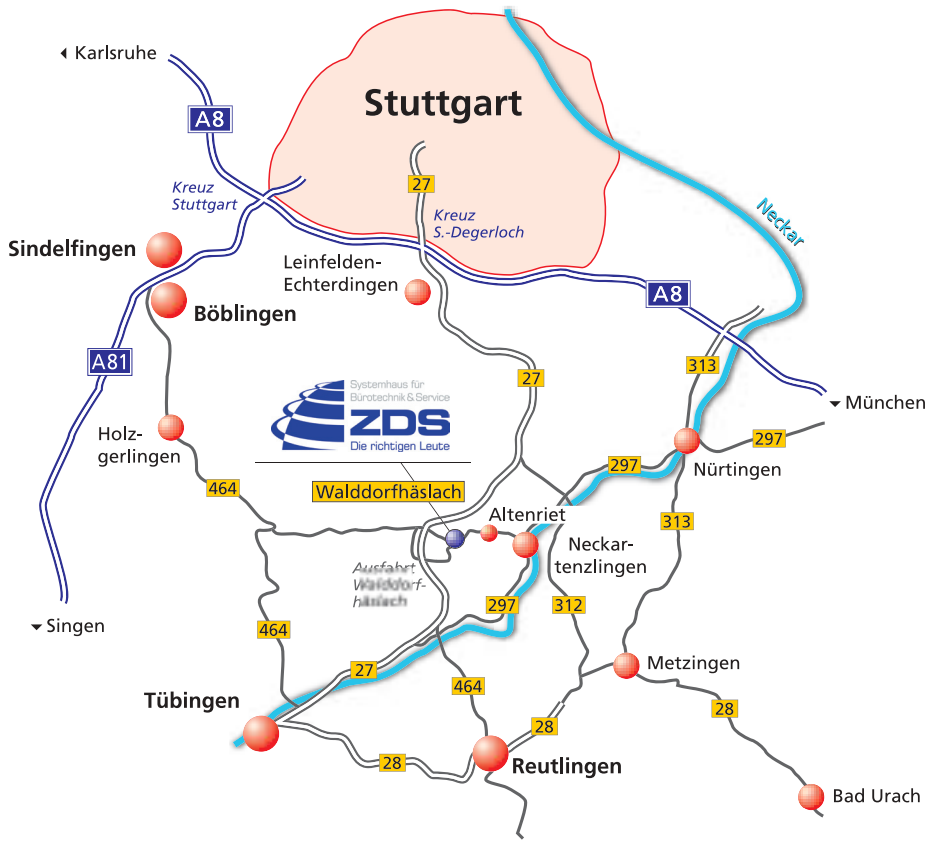 Karlsruhe
A8
Stuttgart
27
Kreuz
Stuttgart
Kreuz
S.-Degerloch
Neckar
Sindelfingen
Leinfelden-
Echterdingen
A8
Böblingen
A81
313
27
München
Systemhaus für
Bürotechnik & Service
ZDS
Die richtigen Leute
Holz-
gerlingen
297
297
Nürtingen
464
Walddorfhäslach
Altenriet
313
Neckar-
tenzlingen
Ausfahrt
Walddorf-
häslach
297
312
Singen
464
27
464
Metzingen
Tübingen
28
28
28
Reutlingen
Bad Urach